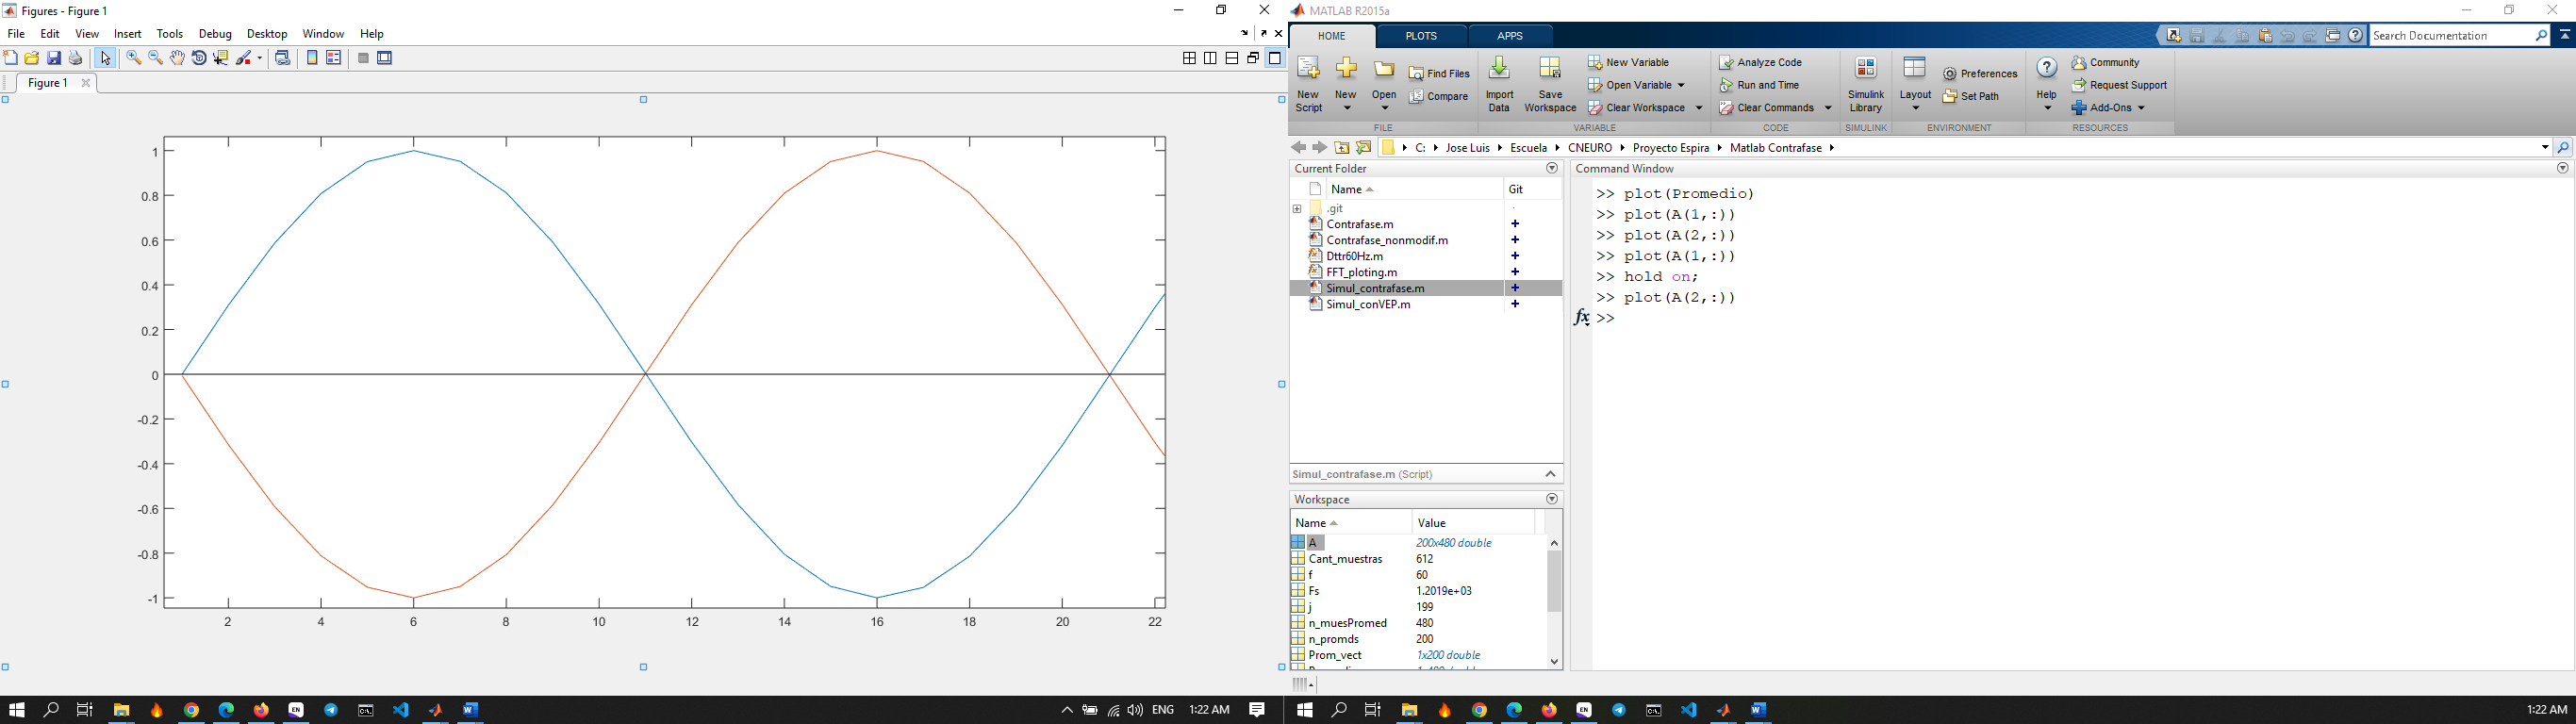 Figures - Figure 1
File Edit View Insert Tools Debug Desktop Window Help
Figure 1
1
0.8
0.6
0.4
0.2
0
-0.2
-0.4
-0.6
-0.8
-1
2 4 6 8 10 12 14 16 18 20 22
MATLAB R2015a
HOME PLOTS APPS
Search Documentation
New Script
New
Open
Find Files
Compare
FILE
Import Data
Save Workspace
New Variable
Open Variable
Clear Workspace
VARIABLE
Analyze Code
Run and Time
Clear Commands
CODE
Simulink Library
SIMULINK
Layout
Preferences
Set Path
ENVIRONMENT
Help
Community
Request Support
Add-Ons
RESOURCES
C: Jose Luis Escuela CNEURO Proyecto Espira Matlab Contrafase
Current Folder
Name Git
.git
Contrafase.m
Contrafase_nonmodif.m
Dttr60Hz.m
FFT_ploting.m
Simul_contrafase.m
Simul_conVEP.m
Simul_contrafase.m (Script)
Workspace
Name Value
A 200x480 double
Cant_muestras 612
f 60
Fs 1.2019e+03
j 199
n_muesPromed 480
n_promds 200
Prom_vect 1x200 double
Command Window
>> plot(Promedio)
>> plot(A(1,:))
>> plot(A(2,:))
>> plot(A(1,:))
>> hold on;
>> plot(A(2,:))
fx >>
ENG 1:22 AM
1:22 AM